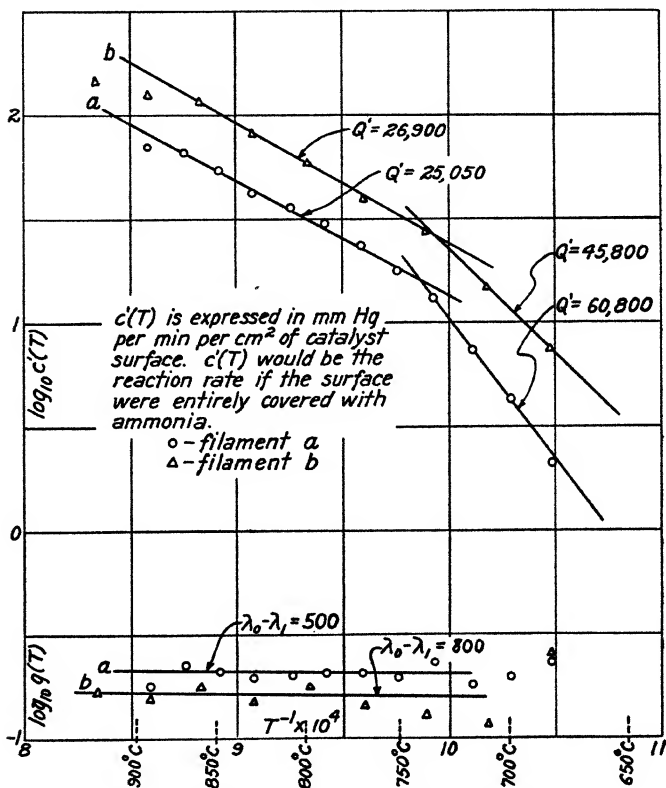 b
a
2
Q' = 26,900
Q' = 25,050
Q' = 45,800
Q' = 60,800
1
log₁₀ c'(T)
c'(T) is expressed in mm Hg
per min per cm² of catalyst
surface. c'(T) would be the
reaction rate if the surface
were entirely covered with
ammonia.
o - filament a
△ - filament b
0
λ₀-λ₁ = 500
λ₀-λ₁ = 800
a
b
log₁₀ g(T)
T⁻¹ x 10⁴
-1
8
9
10
11
900°C
850°C
800°C
750°C
700°C
650°C